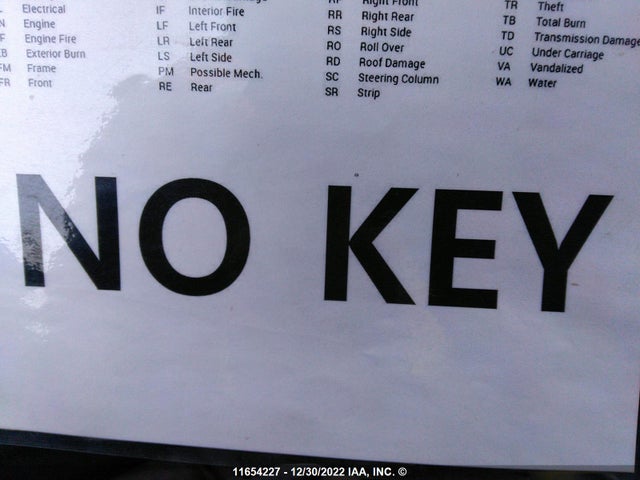 Electrical IF Interior Fire RR Right Rear TR Theft
Engine LF Left Front RS Right Side TB Total Burn
Engine Fire LR Left Rear RO Roll Over TD Transmission Damage
Exterior Burn LS Left Side RD Roof Damage UC Under Carriage
Frame PM Possible Mech. SC Steering Column VA Vandalized
Front RE Rear SR Strip WA Water
NO KEY
11654227 - 12/30/2022 IAA, INC. ©